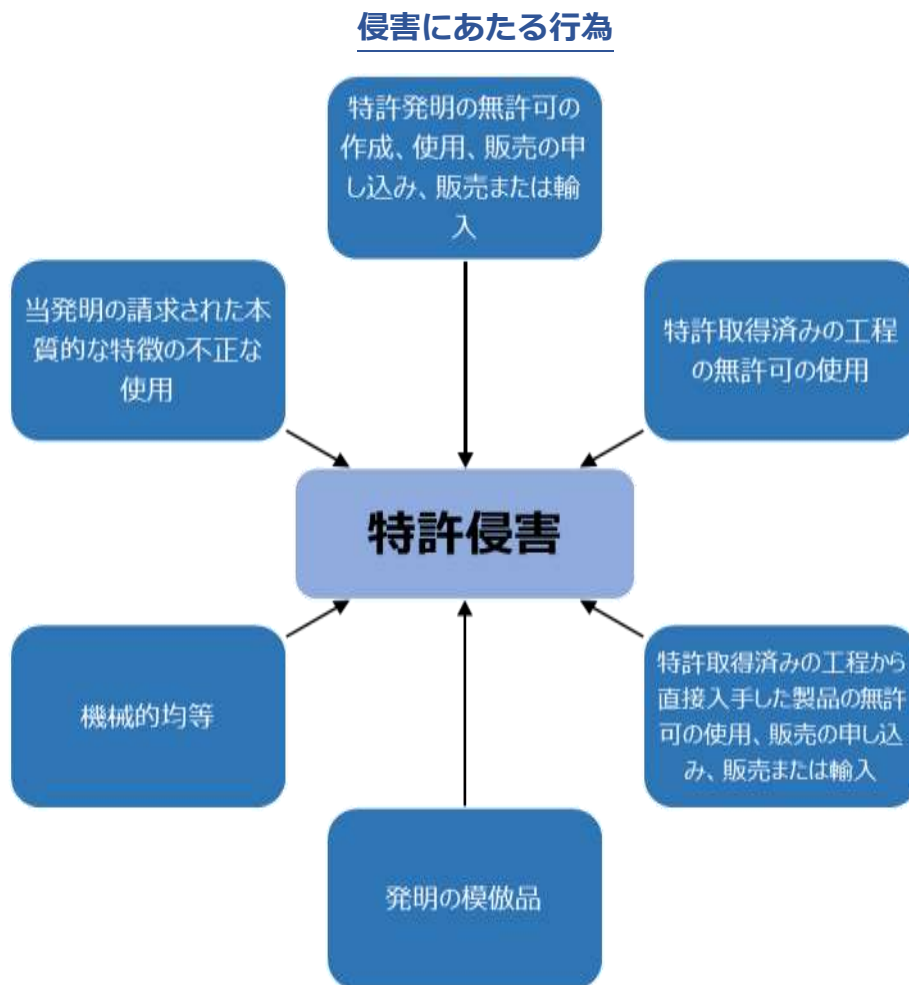 侵害にあたる行為
特許発明の無許可の
作成、使用、販売の申
し込み、販売または輸
入
当発明の請求された本
質的な特徴の不正な
使用
特許取得済みの工程
の無許可の使用
特許侵害
機械的均等
特許取得済みの工程から
直接入手した製品の無許
可の使用、販売の申し込
み、販売または輸入
発明の模倣品